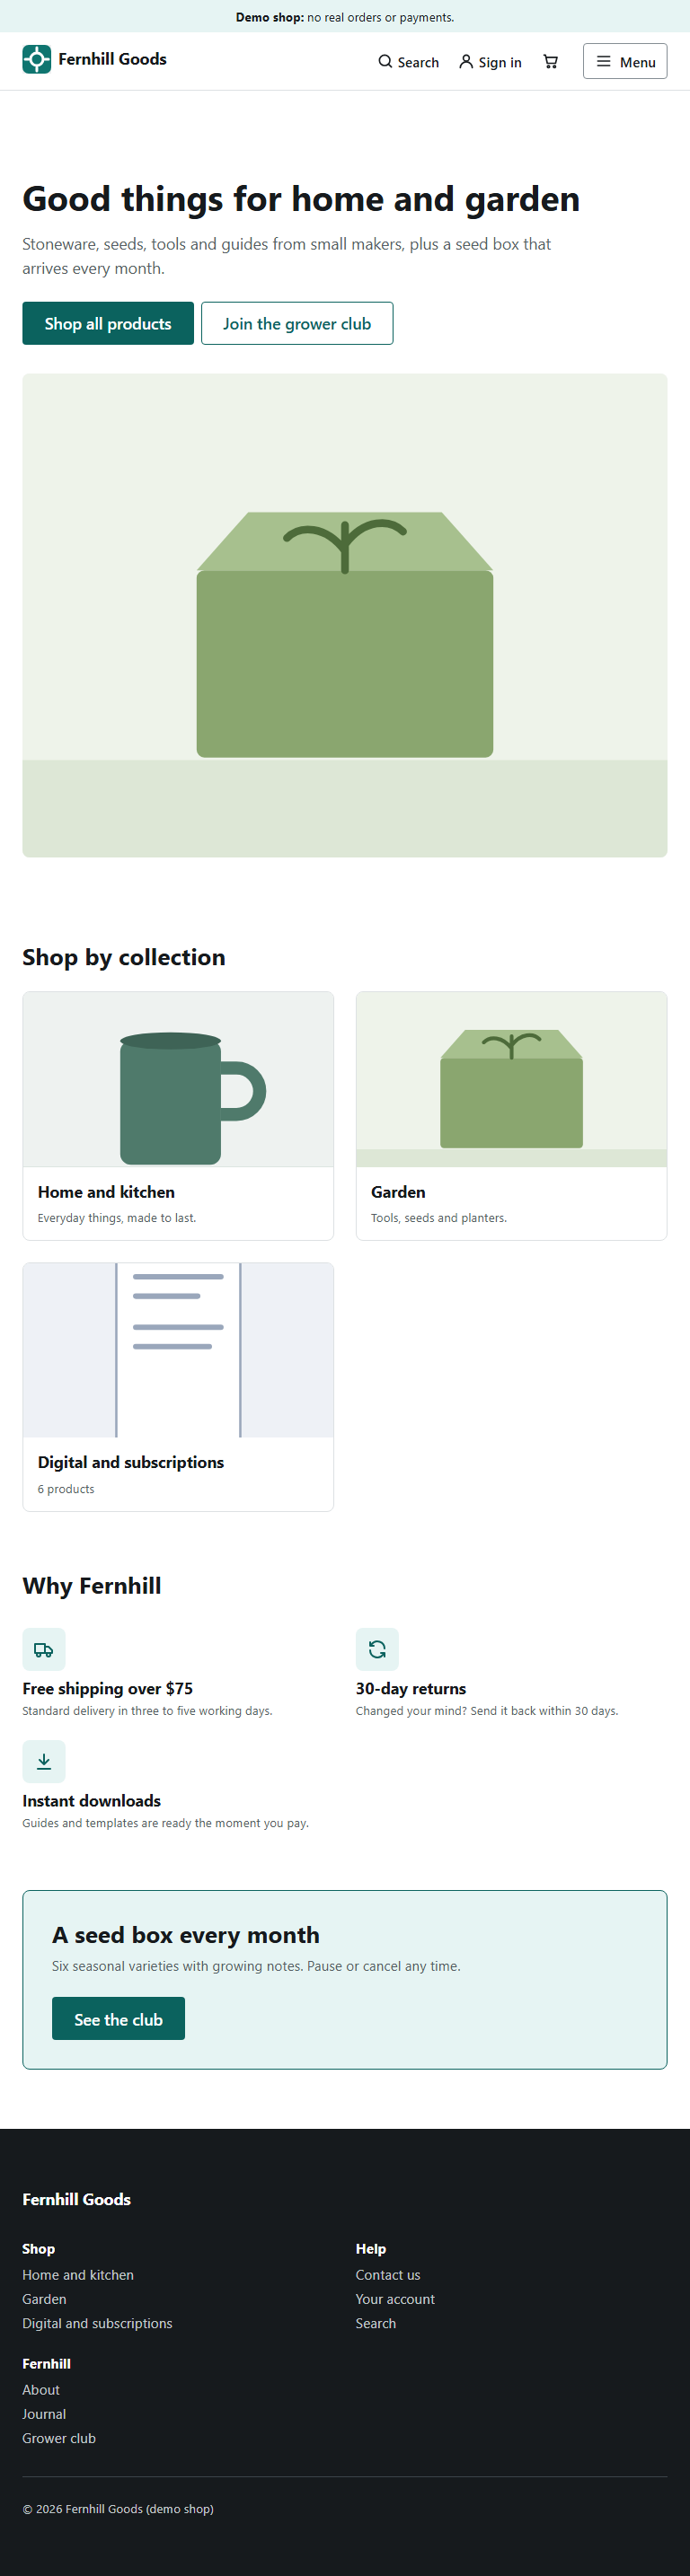 Demo shop: no real orders or payments.
Fernhill Goods
Search
Sign in
Menu
Good things for home and garden
Stoneware, seeds, tools and guides from small makers, plus a seed box that
arrives every month.
Shop all products
Join the grower club
Shop by collection
Home and kitchen
Everyday things, made to last.
Garden
Tools, seeds and planters.
Digital and subscriptions
6 products
Why Fernhill
Free shipping over $75
Standard delivery in three to five working days.
30-day returns
Changed your mind? Send it back within 30 days.
Instant downloads
Guides and templates are ready the moment you pay.
A seed box every month
Six seasonal varieties with growing notes. Pause or cancel any time.
See the club
Fernhill Goods
Shop
Home and kitchen
Garden
Digital and subscriptions
Help
Contact us
Your account
Search
Fernhill
About
Journal
Grower club
© 2026 Fernhill Goods (demo shop)